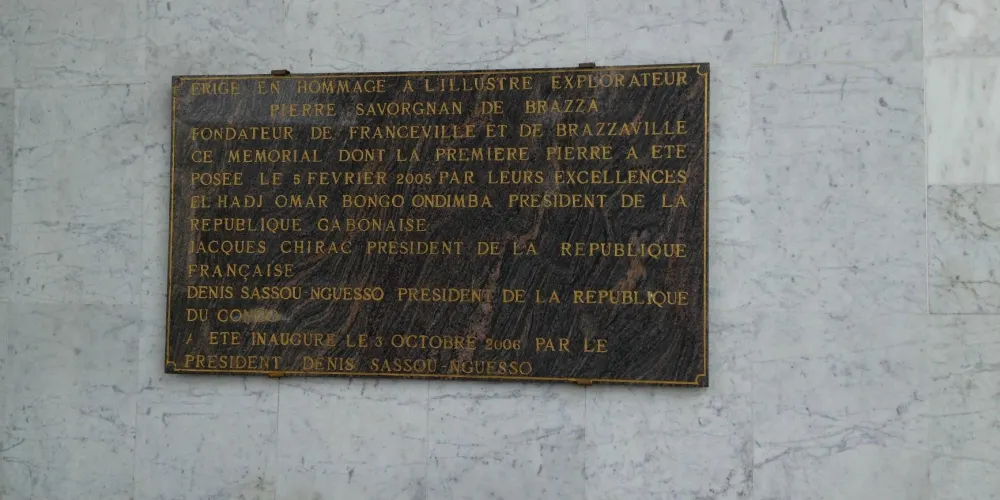 ERIGE EN HOMMAGE A L'ILLUSTRE EXPLORATEUR
PIERRE SAVORGNAN DE BRAZZA
FONDATEUR DE FRANCEVILLE ET DE BRAZZAVILLE
CE MEMORIAL DONT LA PREMIERE PIERRE A ETE
POSEE LE 5 FEVRIER 2005 PAR LEURS EXCELLENCES
EL HADJ OMAR BONGO ONDIMBA PRESIDENT DE LA
REPUBLIQUE GABONAISE
JACQUES CHIRAC PRESIDENT DE LA REPUBLIQUE
FRANÇAISE
DENIS SASSOU-NGUESSO PRESIDENT DE LA REPUBLIQUE
DU CONGO
A ETE INAUGURE LE 3 OCTOBRE 2006 PAR LE
PRESIDENT DENIS SASSOU-NGUESSO